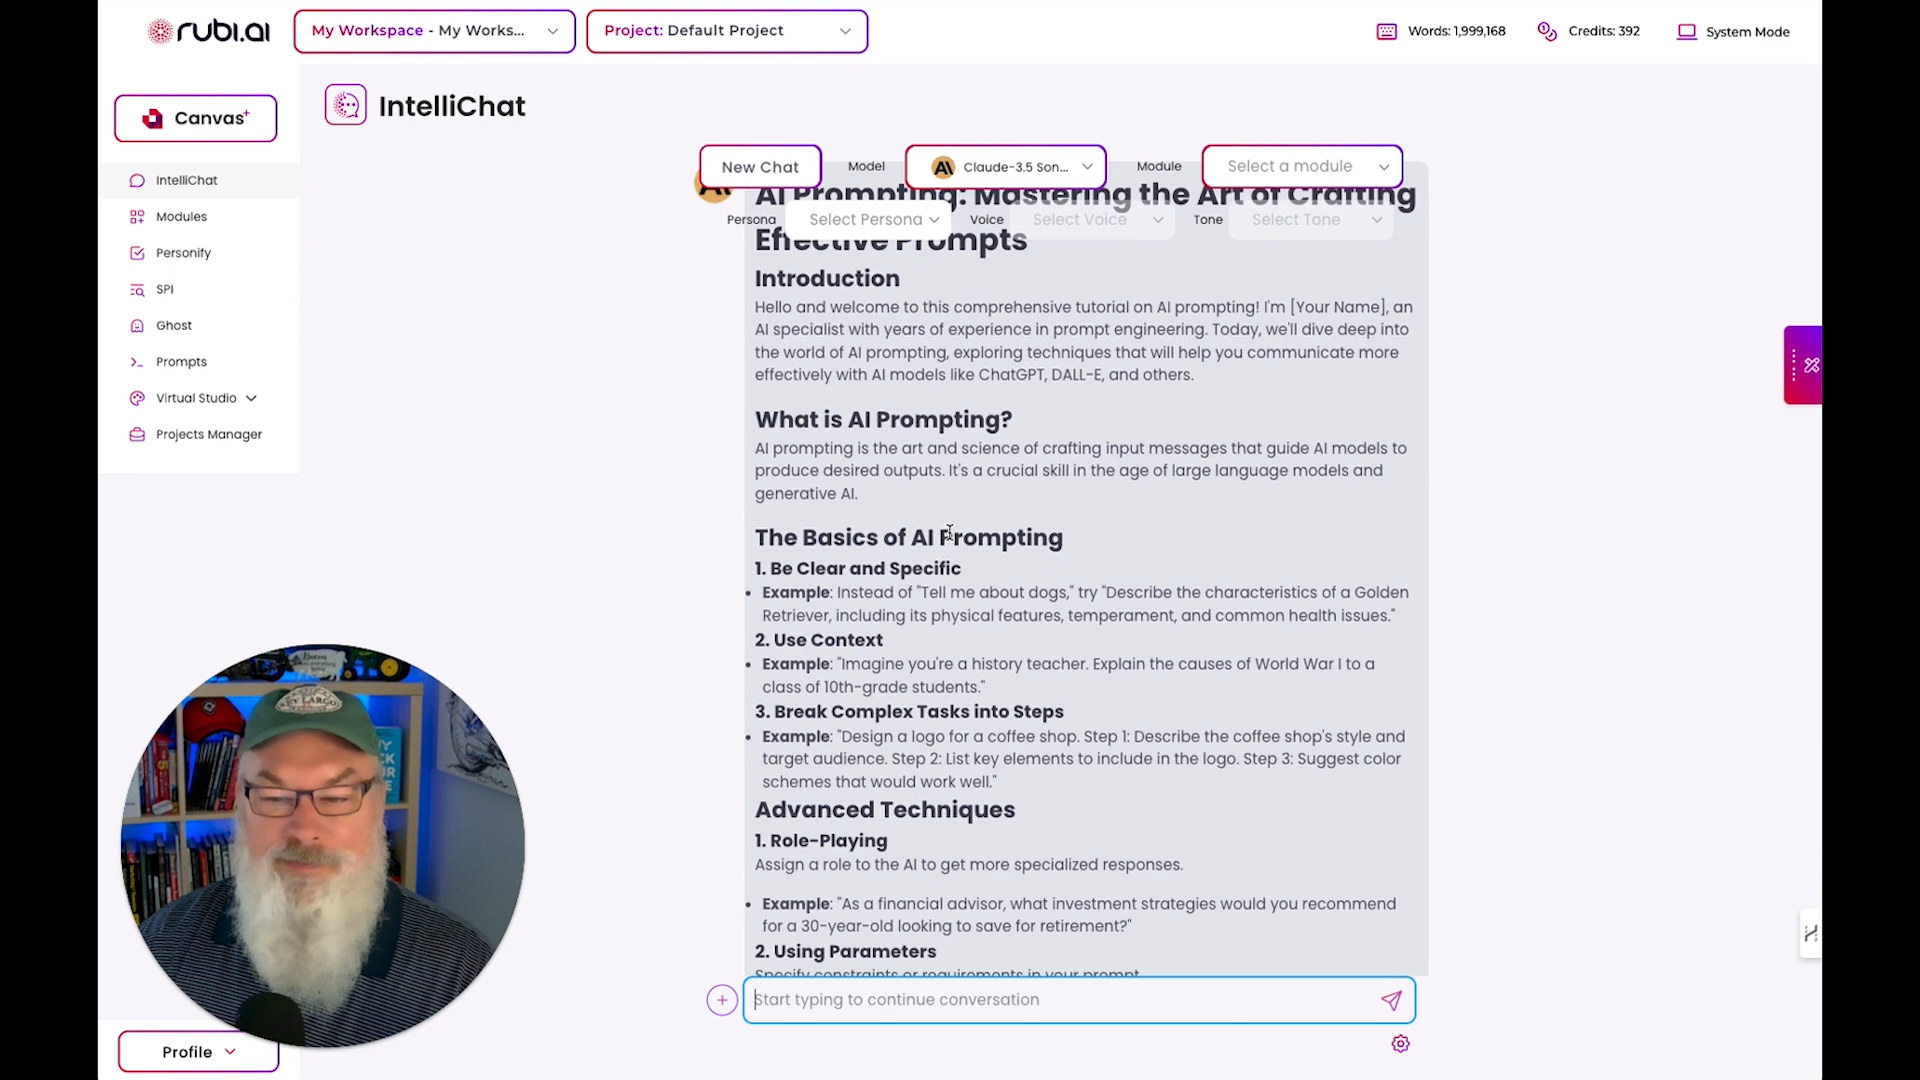 rubi.ai
My Workspace - My Works...
Project: Default Project
Words: 1,999,168
Credits: 392
System Mode
Canvas+
IntelliChat
Modules
Personify
SPI
Ghost
Prompts
Virtual Studio
Projects Manager
Profile
IntelliChat
New Chat
Model
Claude-3.5 Son...
Module
Select a module
Persona
Select Persona
Voice
Select Voice
Tone
Select Tone
AI Prompting: Mastering the Art of Crafting
Effective Prompts
Introduction
Hello and welcome to this comprehensive tutorial on AI prompting! I'm [Your Name], an
AI specialist with years of experience in prompt engineering. Today, we'll dive deep into
the world of AI prompting, exploring techniques that will help you communicate more
effectively with AI models like ChatGPT, DALL-E, and others.
What is AI Prompting?
AI prompting is the art and science of crafting input messages that guide AI models to
produce desired outputs. It's a crucial skill in the age of large language models and
generative AI.
The Basics of AI Prompting
1. Be Clear and Specific
• Example: Instead of "Tell me about dogs," try "Describe the characteristics of a Golden
Retriever, including its physical features, temperament, and common health issues."
2. Use Context
• Example: "Imagine you're a history teacher. Explain the causes of World War I to a
class of 10th-grade students."
3. Break Complex Tasks into Steps
• Example: "Design a logo for a coffee shop. Step 1: Describe the coffee shop's style and
target audience. Step 2: List key elements to include in the logo. Step 3: Suggest color
schemes that would work well."
Advanced Techniques
1. Role-Playing
Assign a role to the AI to get more specialized responses.
• Example: "As a financial advisor, what investment strategies would you recommend
for a 30-year-old looking to save for retirement?"
2. Using Parameters
Specify constraints or requirements in your prompt.
Start typing to continue conversation